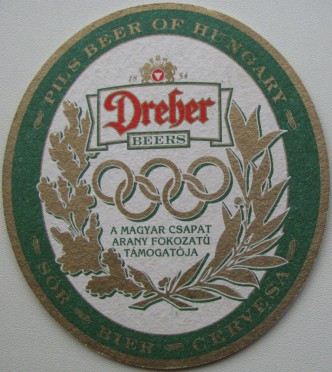 PILS BEER OF HUNGARY
18 54
Dreher
BEERS
A MAGYAR CSAPAT
ARANY FOKOZATÚ
TÁMOGATÓJA
SÖR BIER CERVESA